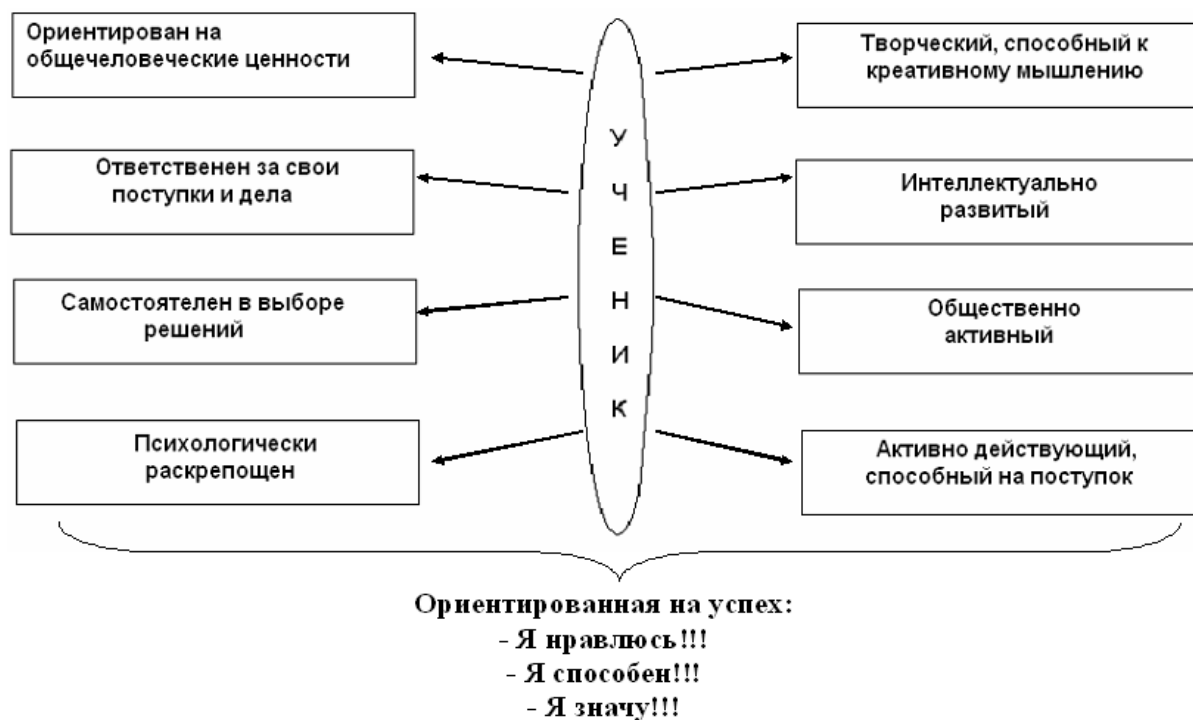 Ориентирован на
общечеловеческие ценности
Ответственен за свои
поступки и дела
Самостоятелен в выборе
решений
Психологически
раскрепощен
У
Ч
Е
Н
И
К
Творческий, способный к
креативному мышлению
Интеллектуально
развитый
Общественно
активный
Активно действующий,
способный на поступок
Ориентированная на успех:
- Я нравлюсь!!!
- Я способен!!!
- Я значу!!!